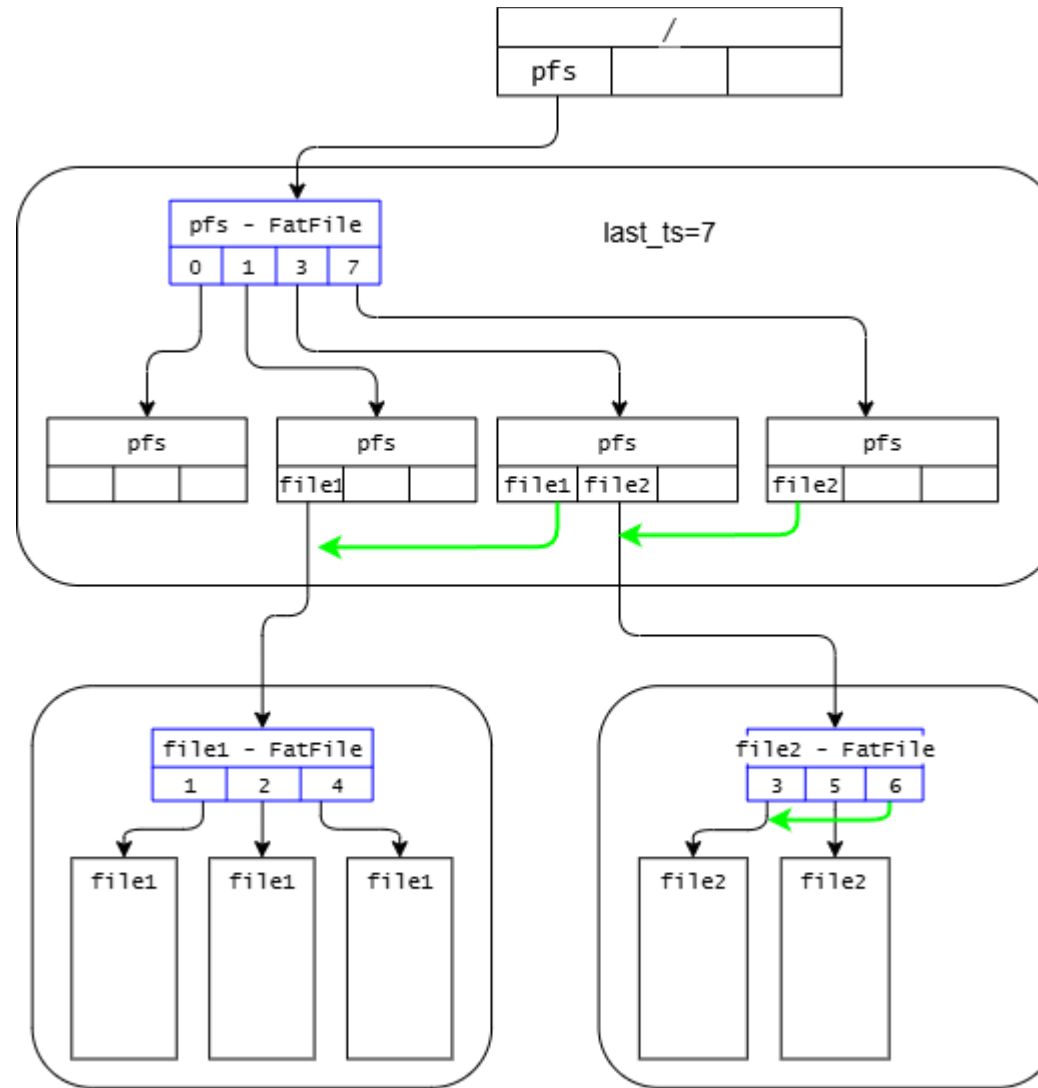 /
pfs
pfs - FatFile
last_ts=7
0 1 3 7
pfs pfs pfs pfs
file1 file1 file2 file2
file1 - FatFile file2 - FatFile
1 2 4 3 5 6
file1 file1 file1 file2 file2